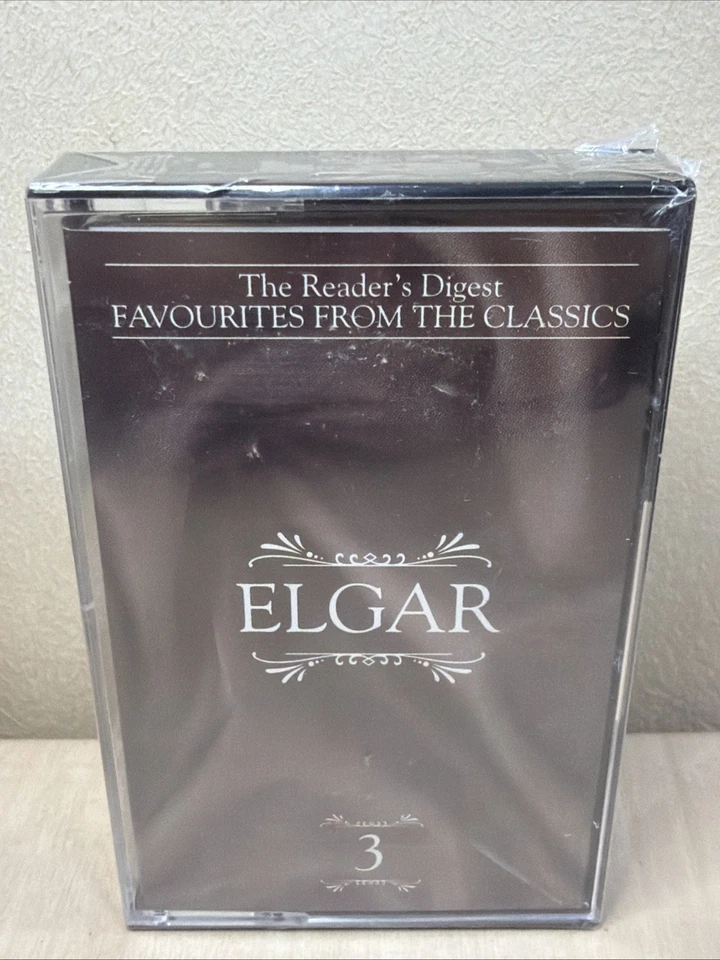 The Reader's Digest
FAVOURITES FROM THE CLASSICS
ELGAR
3